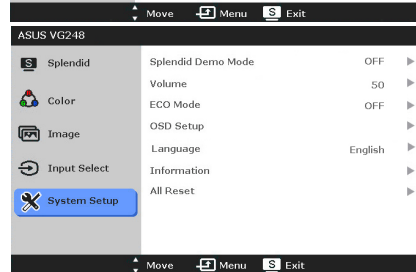 Move Menu S Exit
ASUS VG248
S Splendid
Color
Image
Input Select
System Setup
Splendid Demo Mode OFF
Volume 50
ECO Mode OFF
OSD Setup
Language English
Information
All Reset
Move Menu S Exit